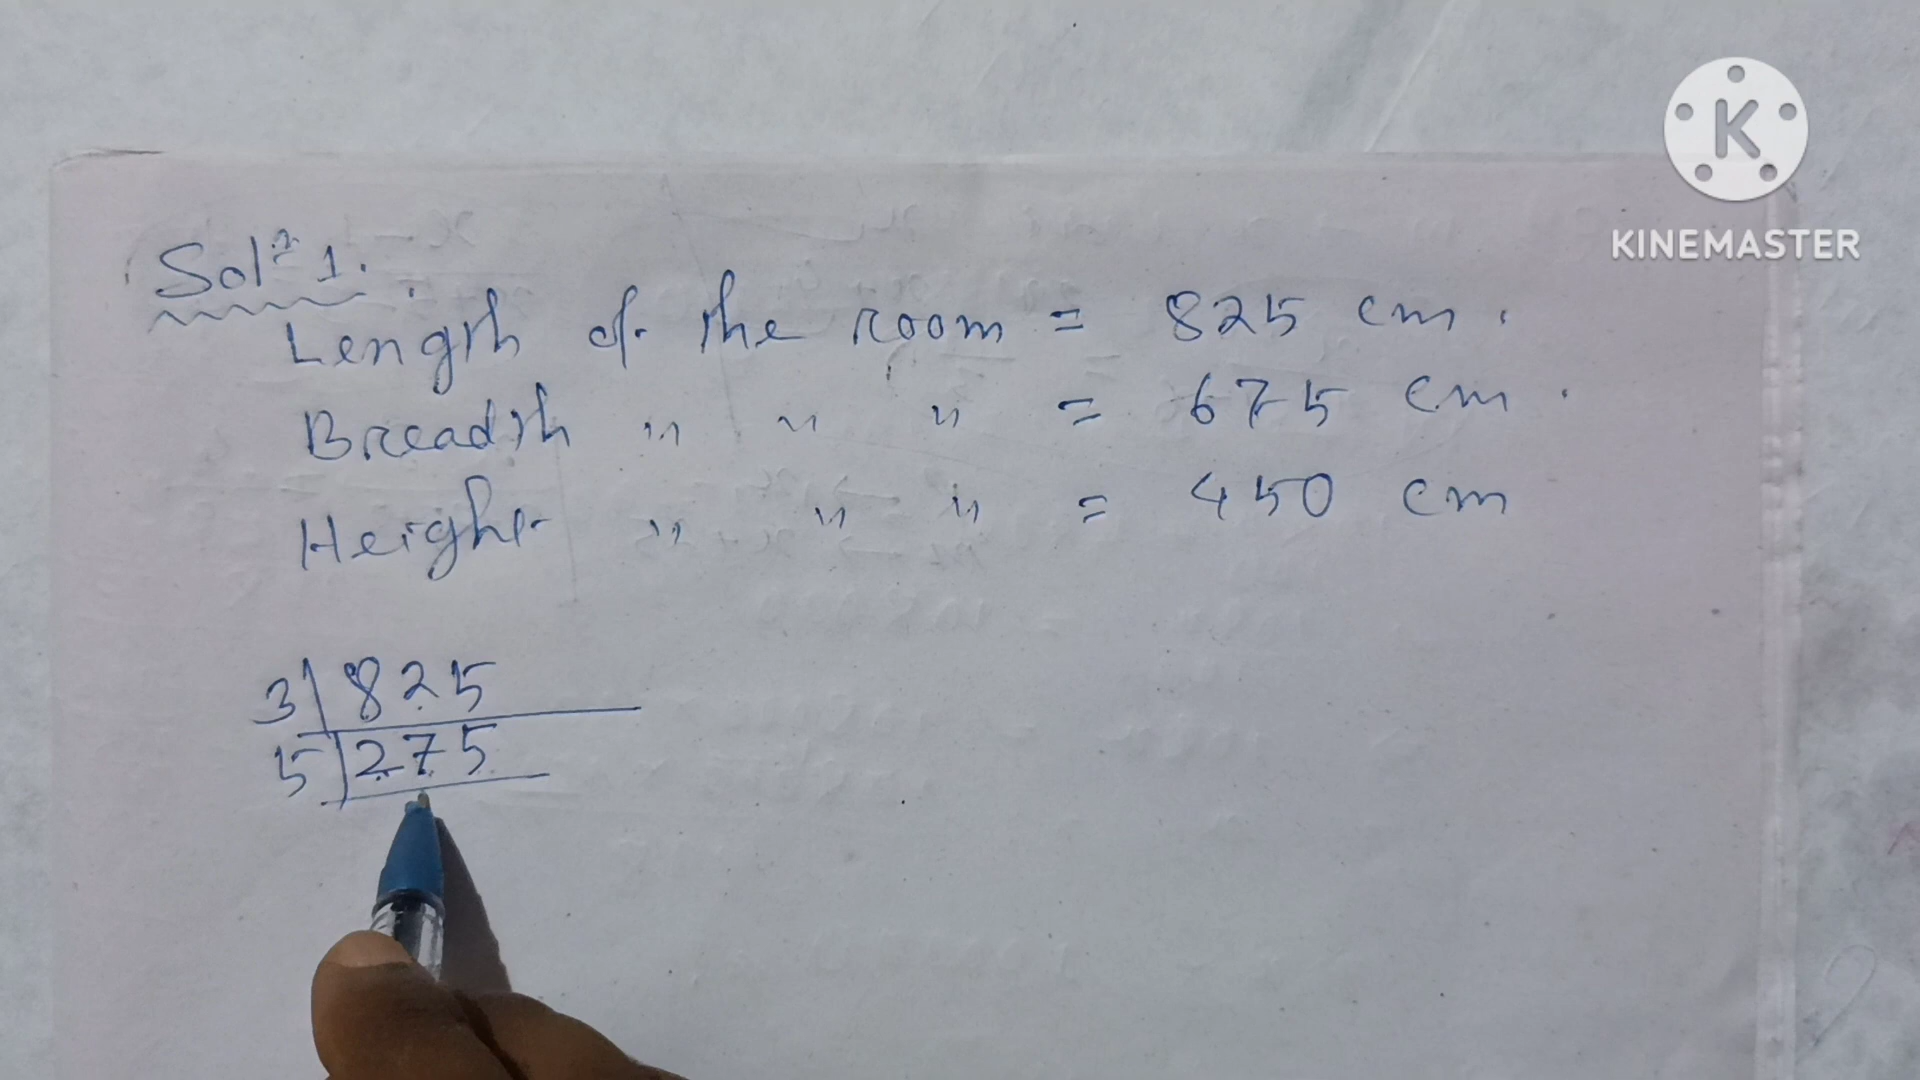 K
KINEMASTER
Solⁿ 1.
Length of the room = 825 cm.
Breadth " " " = 675 cm.
Height " " " = 450 cm
3 | 825
5 | 275